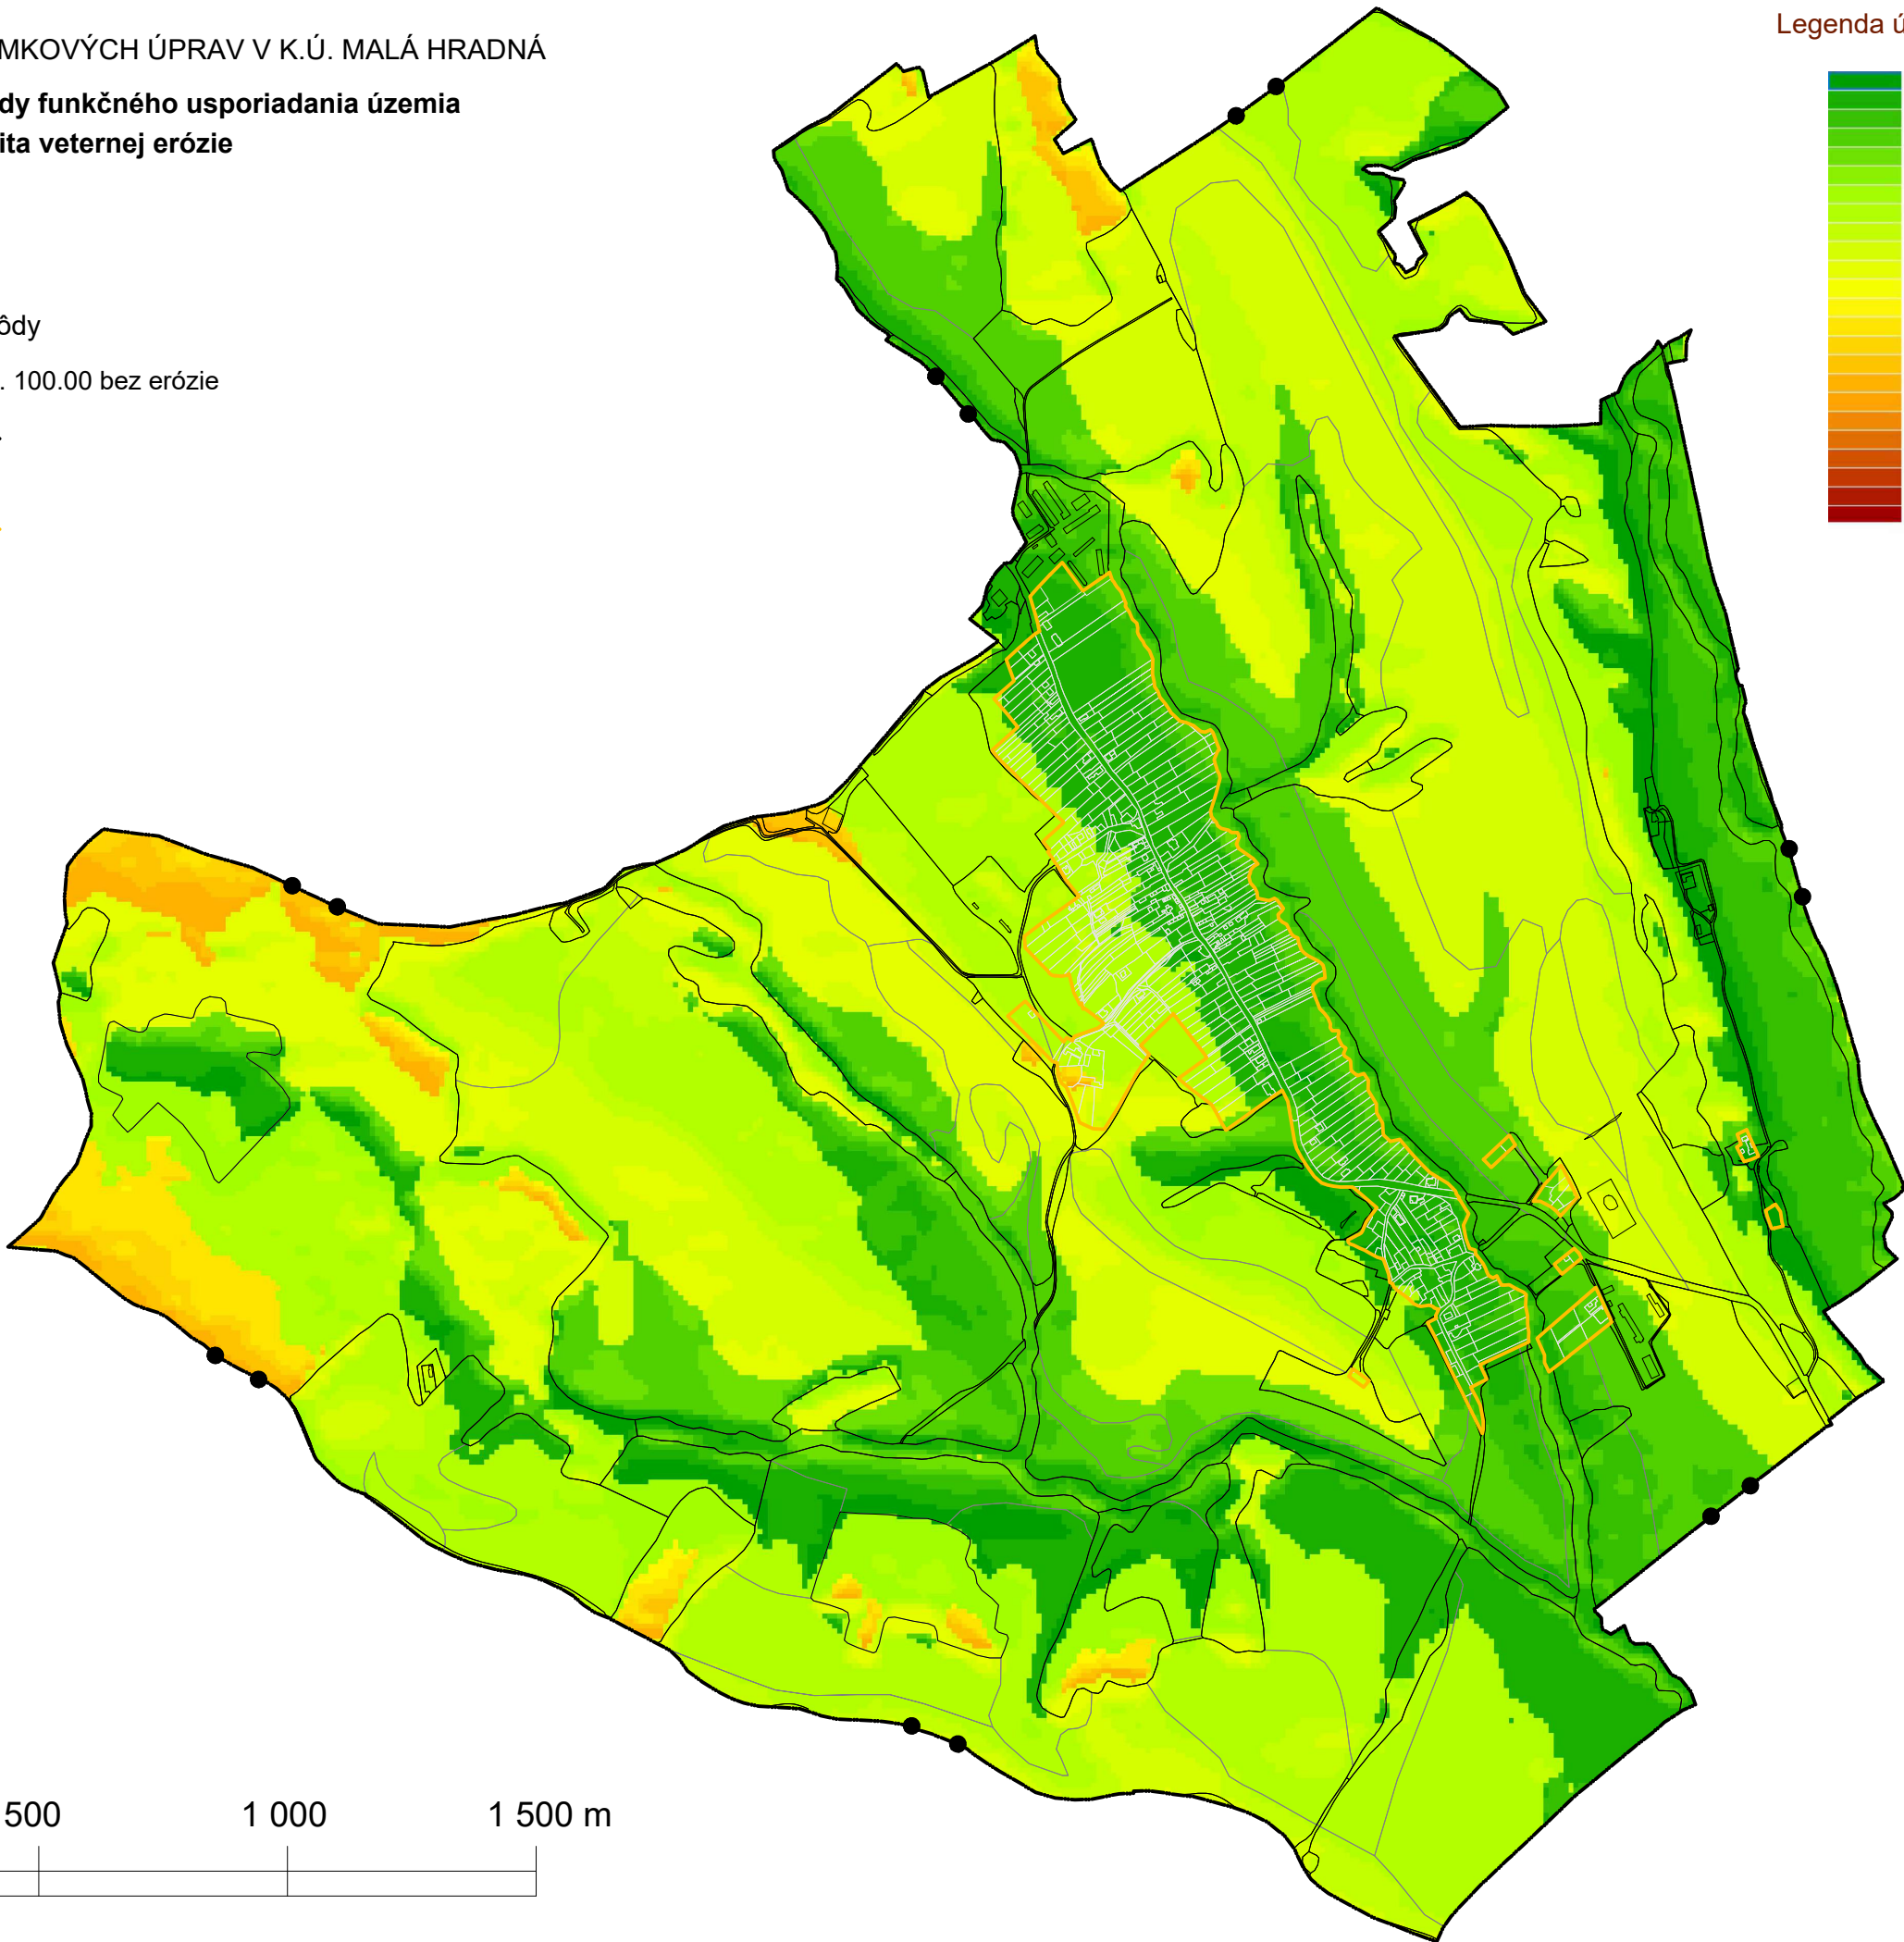 MKOVÝCH ÚPRAV V K.Ú. MALÁ HRADNÁ
dy funkčného usporiadania územia
ita veternej erózie
ôdy
. 100.00 bez erózie
Legenda ú
500 1 000 1 500 m